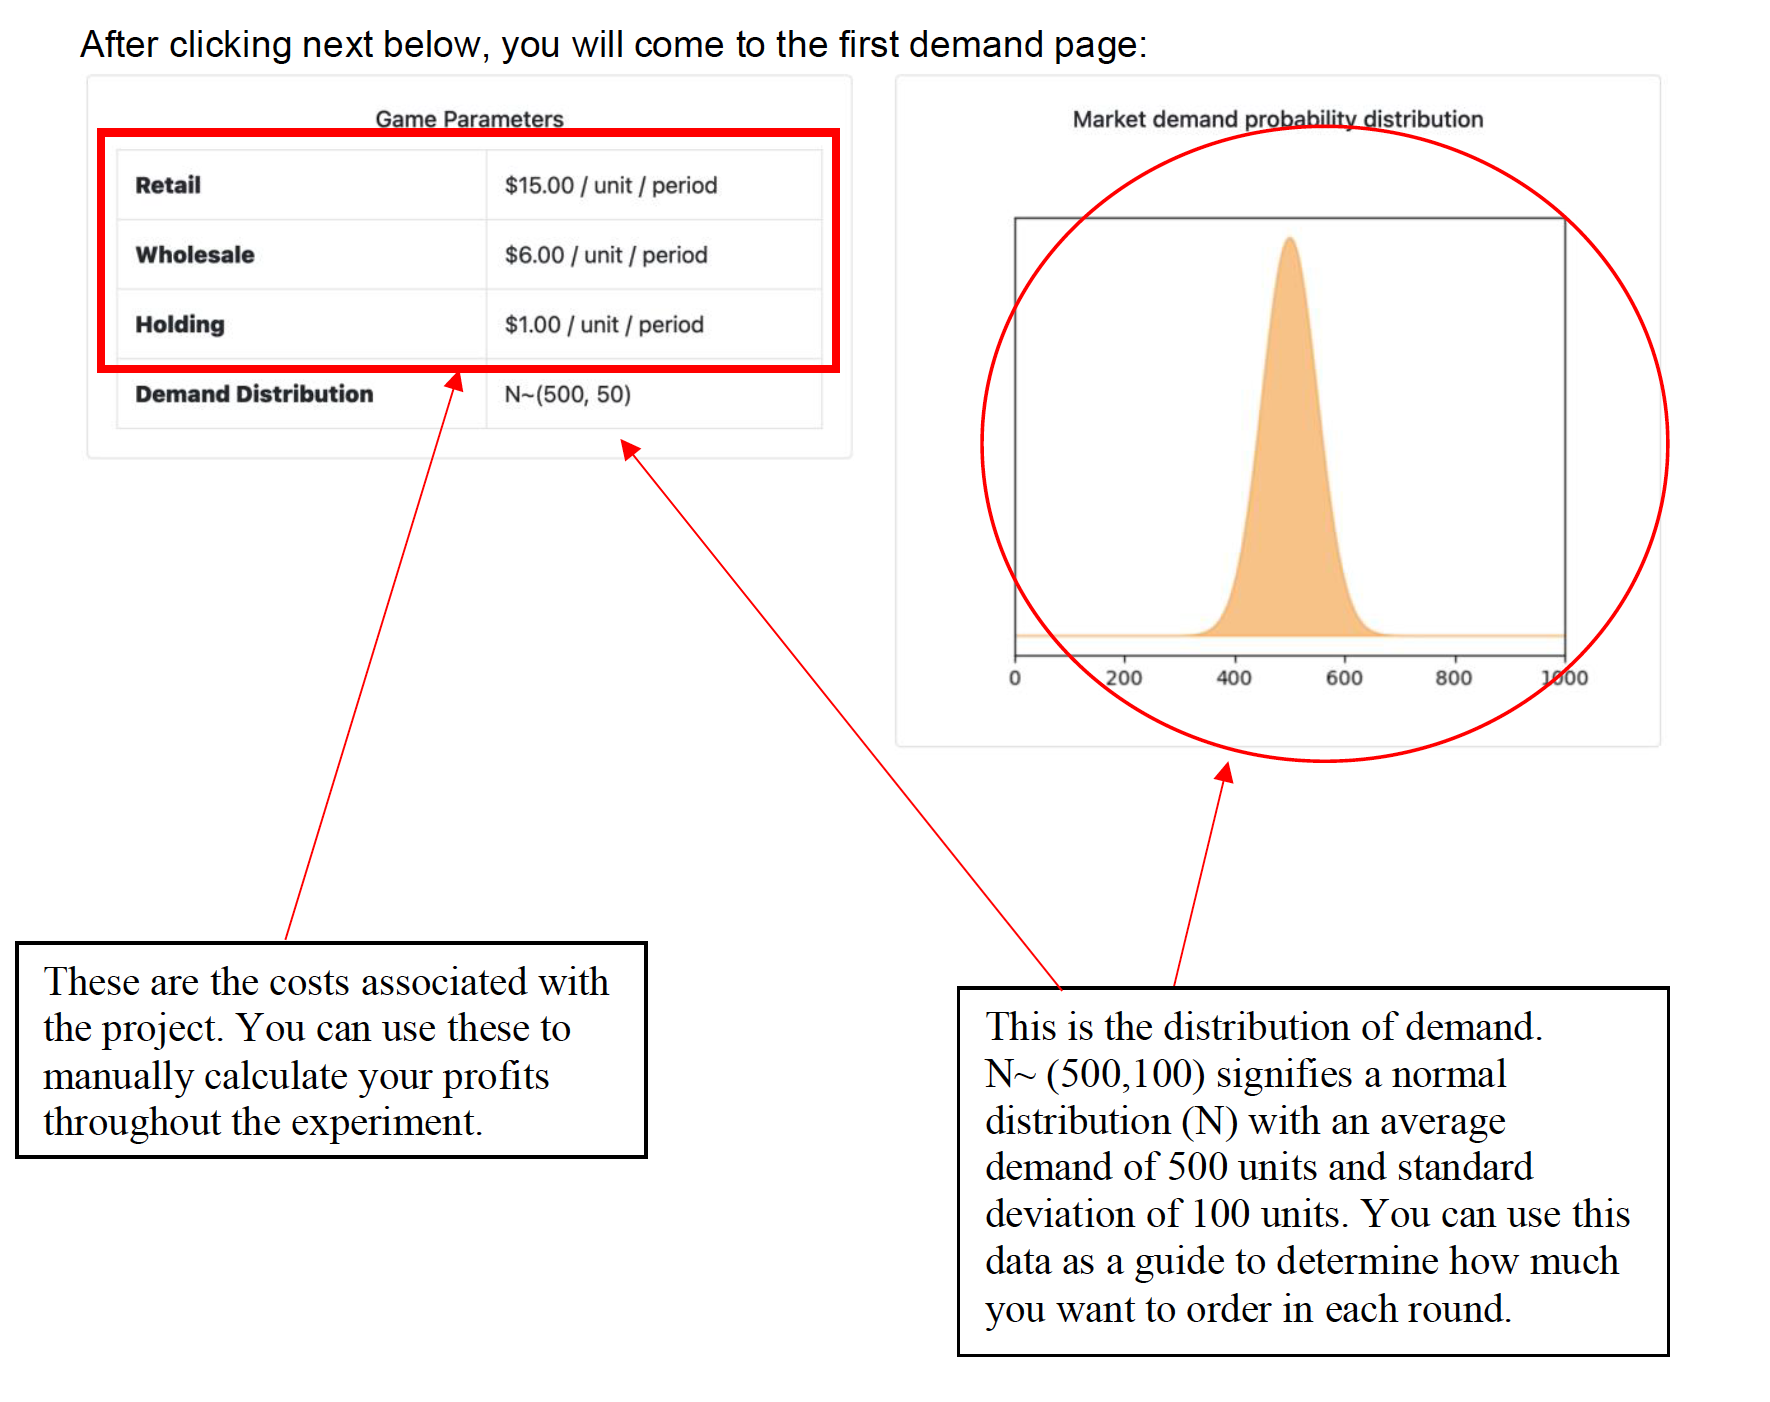 After clicking next below, you will come to the first demand page:
Game Parameters
Retail $15.00 / unit / period
Wholesale $6.00 / unit / period
Holding $1.00 / unit / period
Demand Distribution N~(500, 50)
Market demand probability distribution
0 200 400 600 800 1000
These are the costs associated with
the project. You can use these to
manually calculate your profits
throughout the experiment.
This is the distribution of demand.
N~ (500,100) signifies a normal
distribution (N) with an average
demand of 500 units and standard
deviation of 100 units. You can use this
data as a guide to determine how much
you want to order in each round.